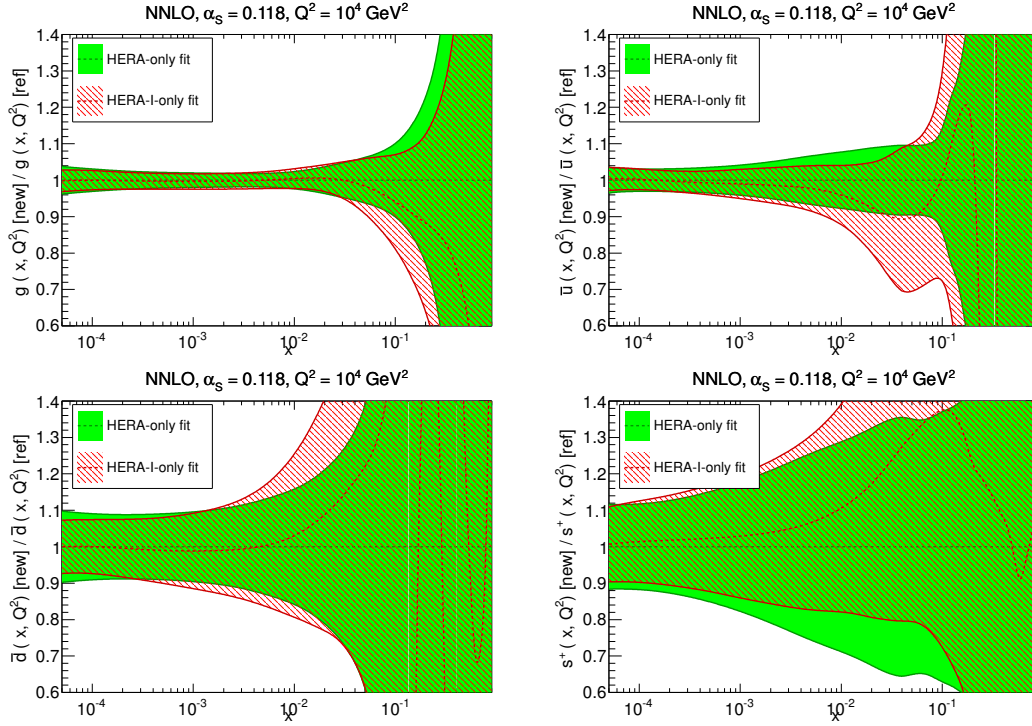 NNLO, αS = 0.118, Q2 = 104 GeV2
g ( x, Q2) [new] / g ( x, Q2) [ref]
1.4
1.3
1.2
1.1
1
0.9
0.8
0.7
0.6
HERA-only fit
HERA-I-only fit
10-4
10-3
10-2
10-1
x
NNLO, αS = 0.118, Q2 = 104 GeV2
u̅ ( x, Q2) [new] / u̅ ( x, Q2) [ref]
1.4
1.3
1.2
1.1
1
0.9
0.8
0.7
0.6
HERA-only fit
HERA-I-only fit
10-4
10-3
10-2
10-1
x
NNLO, αS = 0.118, Q2 = 104 GeV2
d̅ ( x, Q2) [new] / d̅ ( x, Q2) [ref]
1.4
1.3
1.2
1.1
1
0.9
0.8
0.7
0.6
HERA-only fit
HERA-I-only fit
10-4
10-3
10-2
10-1
x
NNLO, αS = 0.118, Q2 = 104 GeV2
s+ ( x, Q2) [new] / s+ ( x, Q2) [ref]
1.4
1.3
1.2
1.1
1
0.9
0.8
0.7
0.6
HERA-only fit
HERA-I-only fit
10-4
10-3
10-2
10-1
x